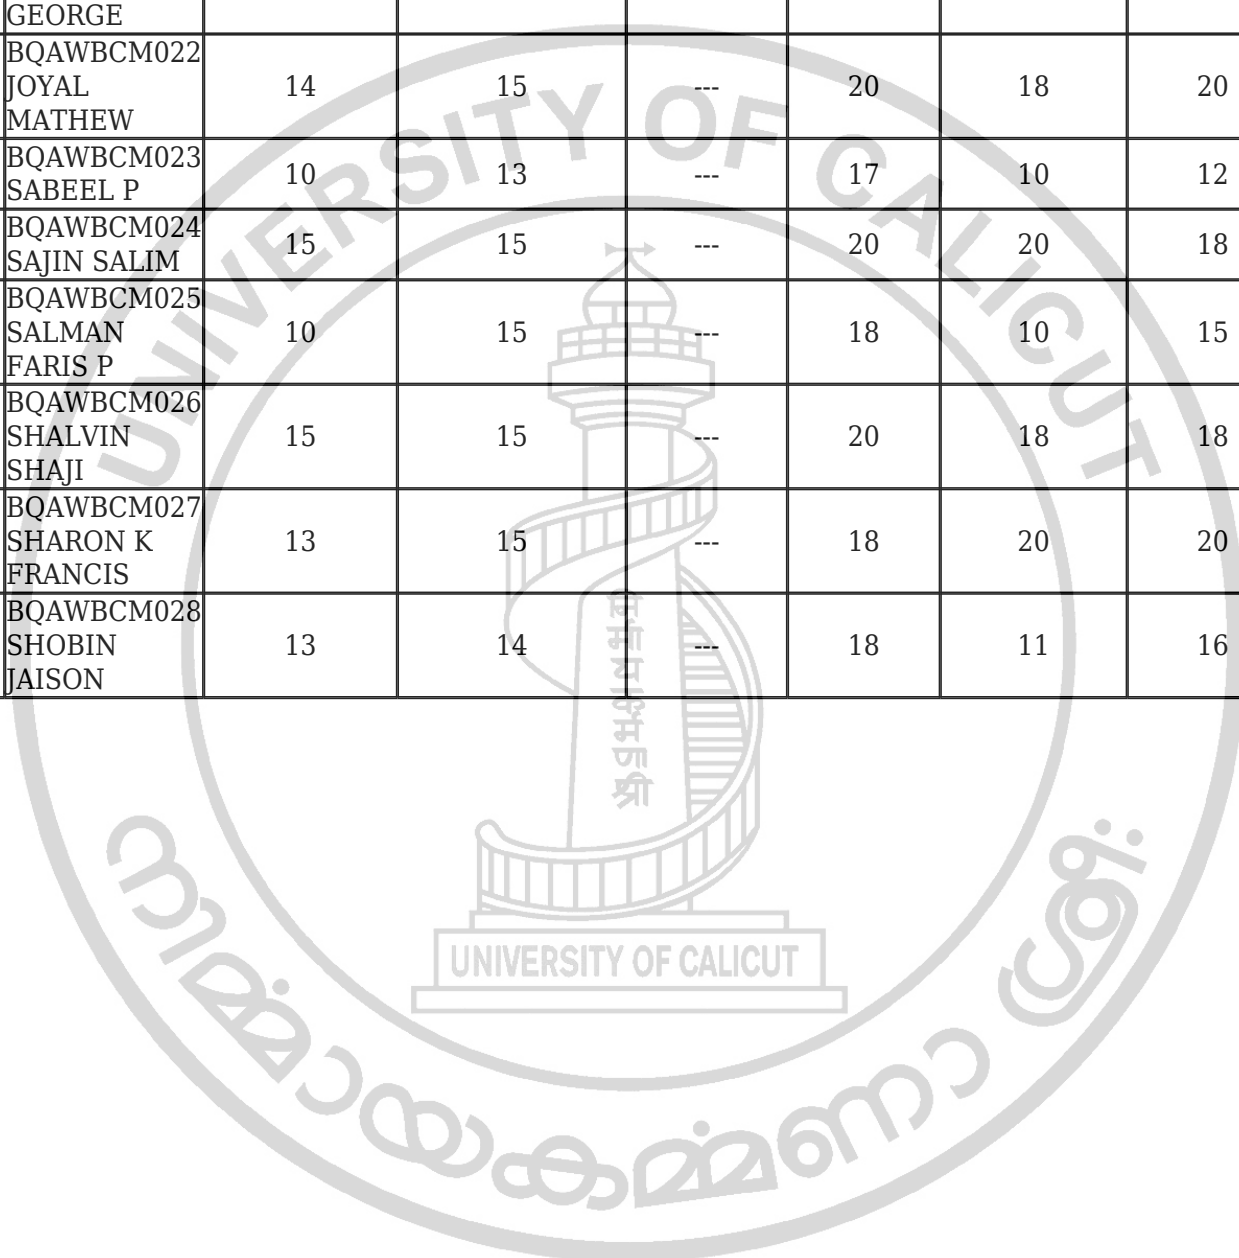 GEORGE
BQAWBCM022
JOYAL
MATHEW
14 15 --- 20 18 20
BQAWBCM023
SABEEL P
10 13 --- 17 10 12
BQAWBCM024
SAJIN SALIM
15 15 --- 20 20 18
BQAWBCM025
SALMAN
FARIS P
10 15 --- 18 10 15
BQAWBCM026
SHALVIN
SHAJI
15 15 --- 20 18 18
BQAWBCM027
SHARON K
FRANCIS
13 15 --- 18 20 20
BQAWBCM028
SHOBIN
JAISON
13 14 --- 18 11 16
UNIVERSITY OF CALICUT
UNIVERSITY OF CALICUT